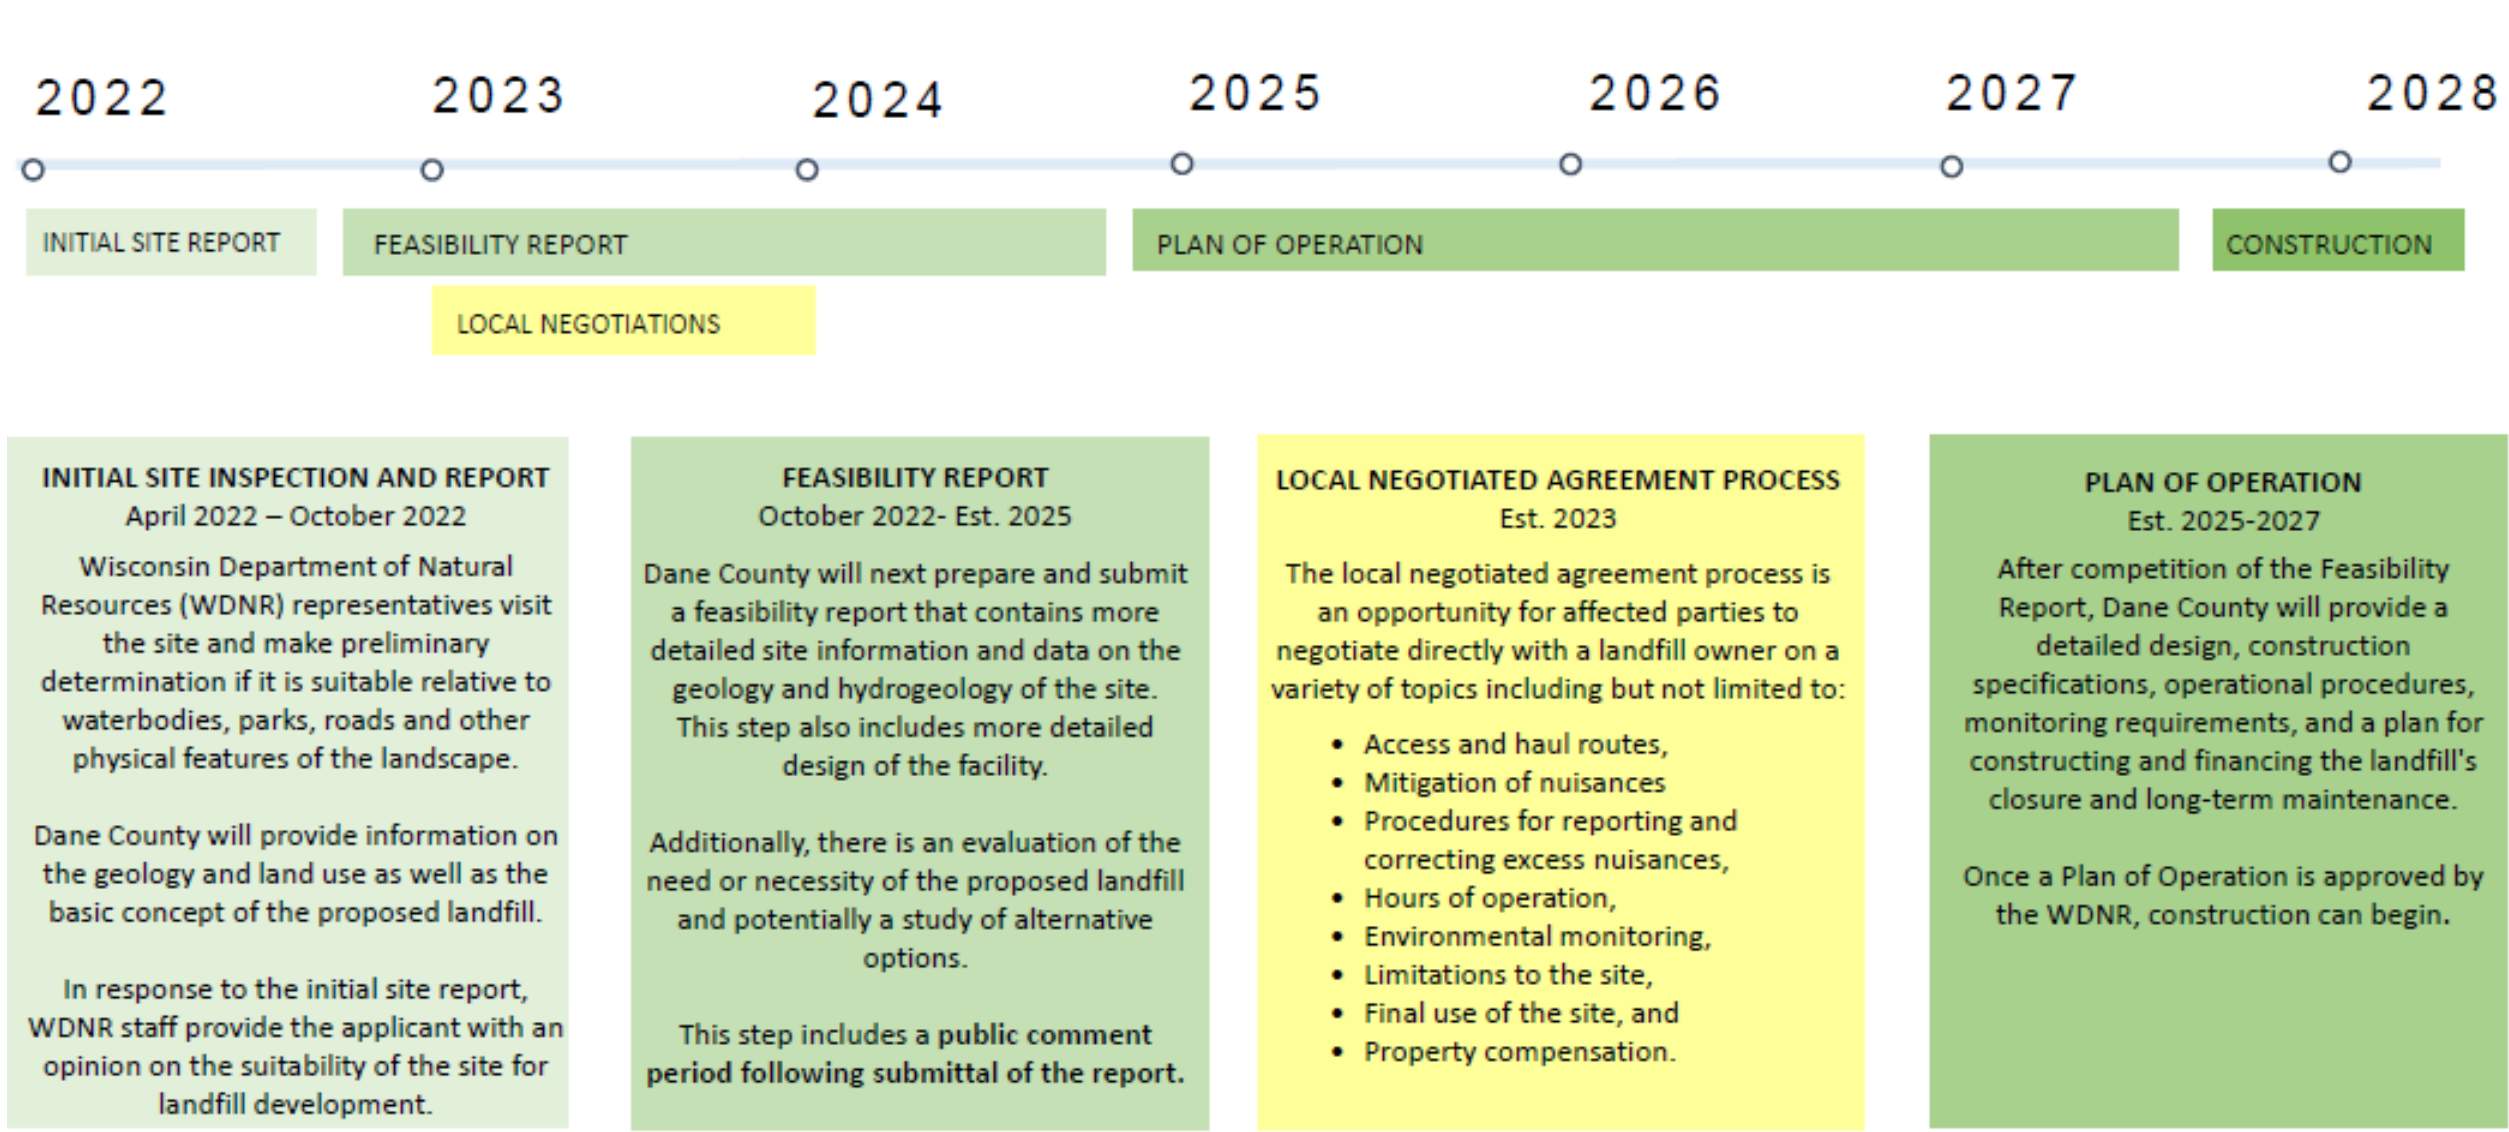 2022
2023
2024
2025
2026
2027
2028
INITIAL SITE REPORT
FEASIBILITY REPORT
PLAN OF OPERATION
CONSTRUCTION
LOCAL NEGOTIATIONS
INITIAL SITE INSPECTION AND REPORT
April 2022 – October 2022
Wisconsin Department of Natural
Resources (WDNR) representatives visit
the site and make preliminary
determination if it is suitable relative to
waterbodies, parks, roads and other
physical features of the landscape.
Dane County will provide information on
the geology and land use as well as the
basic concept of the proposed landfill.
In response to the initial site report,
WDNR staff provide the applicant with an
opinion on the suitability of the site for
landfill development.
FEASIBILITY REPORT
October 2022- Est. 2025
Dane County will next prepare and submit
a feasibility report that contains more
detailed site information and data on the
geology and hydrogeology of the site.
This step also includes more detailed
design of the facility.
Additionally, there is an evaluation of the
need or necessity of the proposed landfill
and potentially a study of alternative
options.
This step includes a public comment
period following submittal of the report.
LOCAL NEGOTIATED AGREEMENT PROCESS
Est. 2023
The local negotiated agreement process is
an opportunity for affected parties to
negotiate directly with a landfill owner on a
variety of topics including but not limited to:
• Access and haul routes,
• Mitigation of nuisances
• Procedures for reporting and
correcting excess nuisances,
• Hours of operation,
• Environmental monitoring,
• Limitations to the site,
• Final use of the site, and
• Property compensation.
PLAN OF OPERATION
Est. 2025-2027
After competition of the Feasibility
Report, Dane County will provide a
detailed design, construction
specifications, operational procedures,
monitoring requirements, and a plan for
constructing and financing the landfill's
closure and long-term maintenance.
Once a Plan of Operation is approved by
the WDNR, construction can begin.